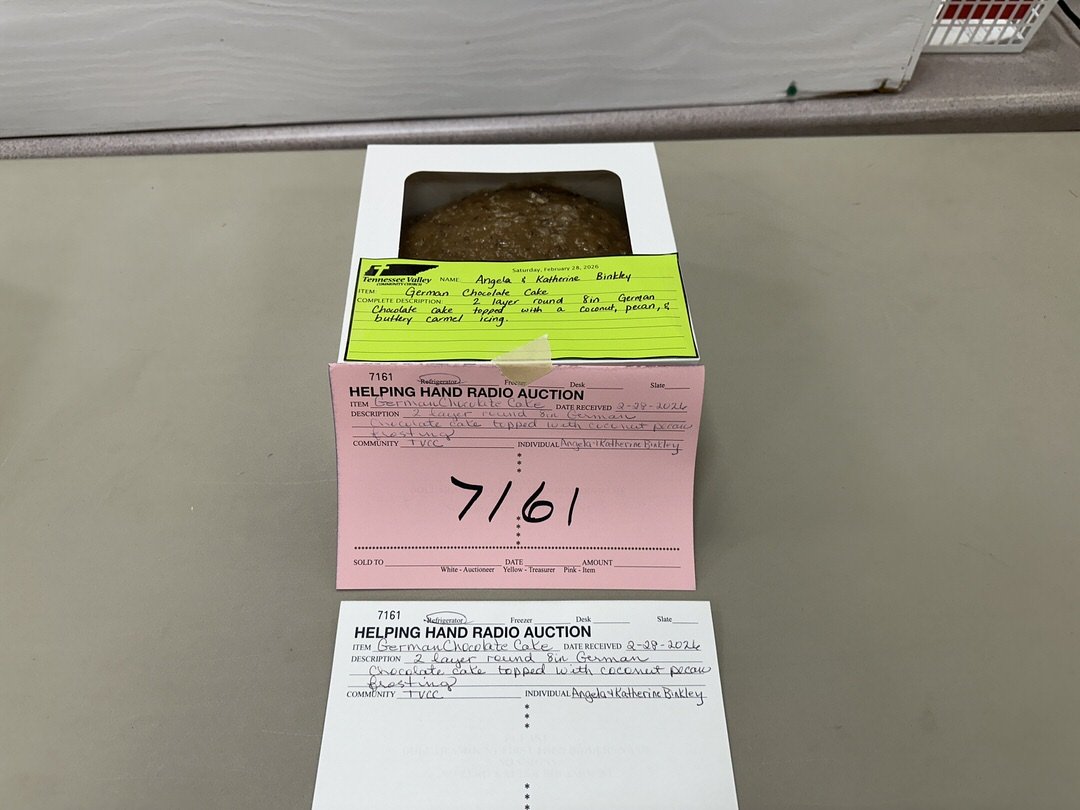 Saturday, February 28, 2026
Tennessee Valley
COMMUNITY CHURCH
NAME: Angela & Katherine Binkley
ITEM: German Chocolate Cake
COMPLETE DESCRIPTION: 2 layer round 8in German
Chocolate cake topped with a coconut, pecan, &
buttery carmel icing.
7161 Refrigerator Freezer Desk Slate
HELPING HAND RADIO AUCTION
ITEM German Chocolate Cake DATE RECEIVED 2-28-2026
DESCRIPTION 2 layer round 8in German
Chocolate cake topped with coconut pecan
frosting
COMMUNITY TVCC INDIVIDUAL Angela & Katherine Binkley
7161
SOLD TO DATE AMOUNT
White - Auctioneer Yellow - Treasurer Pink - Item
7161 Refrigerator Freezer Desk Slate
HELPING HAND RADIO AUCTION
ITEM German Chocolate Cake DATE RECEIVED 2-28-2026
DESCRIPTION 2 layer round 8in German
Chocolate cake topped with coconut pecan
frosting
COMMUNITY TVCC INDIVIDUAL Angela & Katherine Binkley